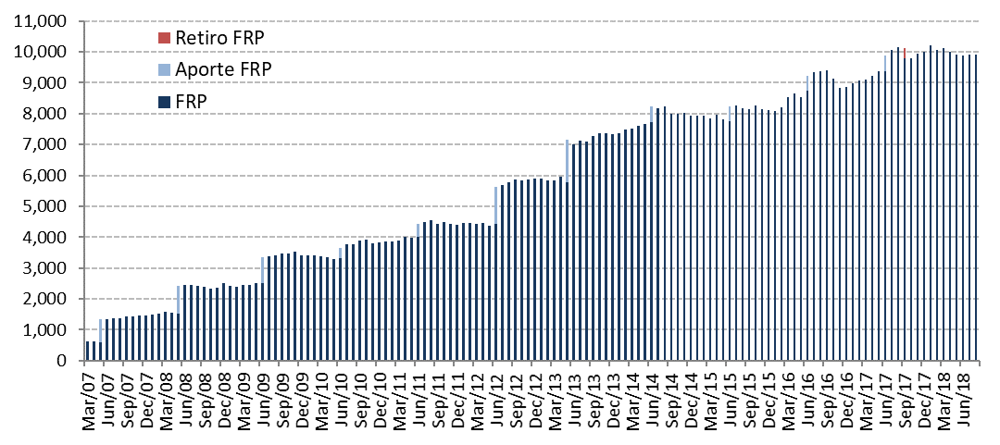 11,000
10,000
9,000
8,000
7,000
6,000
5,000
4,000
3,000
2,000
1,000
0
Retiro FRP
Aporte FRP
FRP
Mar/07
Jun/07
Sep/07
Dec/07
Mar/08
Jun/08
Sep/08
Dec/08
Mar/09
Jun/09
Sep/09
Dec/09
Mar/10
Jun/10
Sep/10
Dec/10
Mar/11
Jun/11
Sep/11
Dec/11
Mar/12
Jun/12
Sep/12
Dec/12
Mar/13
Jun/13
Sep/13
Dec/13
Mar/14
Jun/14
Sep/14
Dec/14
Mar/15
Jun/15
Sep/15
Dec/15
Mar/16
Jun/16
Sep/16
Dec/16
Mar/17
Jun/17
Sep/17
Dec/17
Mar/18
Jun/18